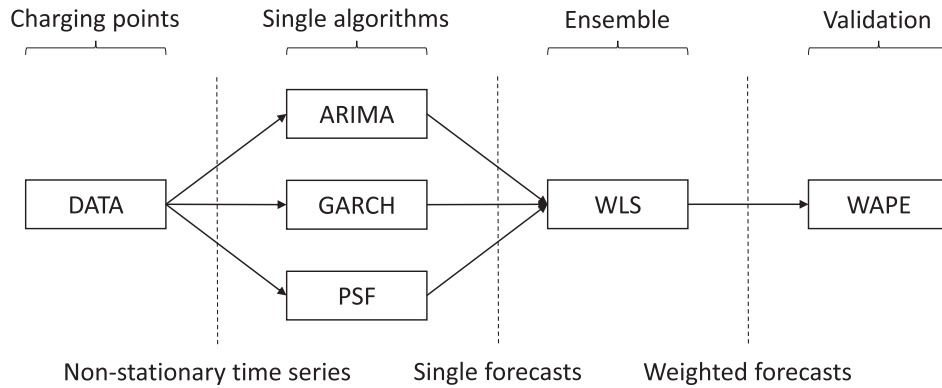 Charging points
Single algorithms
Ensemble
Validation
ARIMA
DATA
GARCH
WLS
WAPE
PSF
Non-stationary time series
Single forecasts
Weighted forecasts